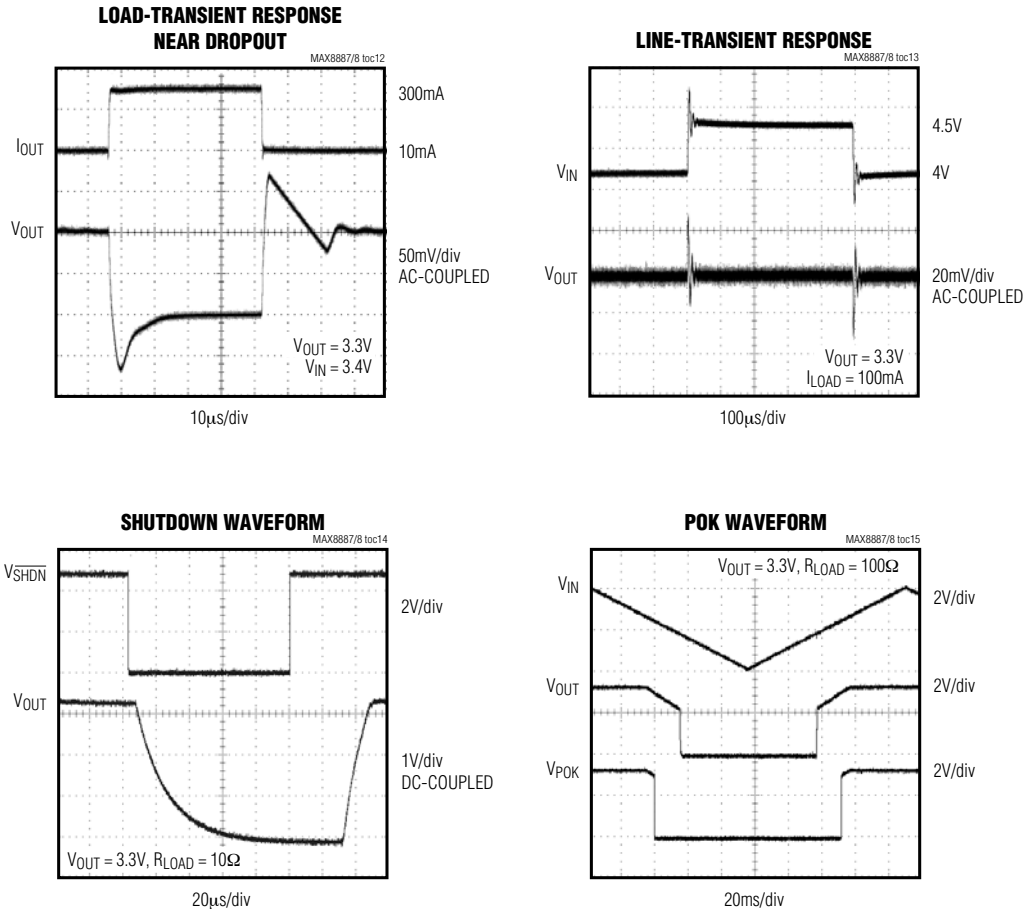 LOAD-TRANSIENT RESPONSE
NEAR DROPOUT
MAX8887/8 toc12
300mA
IOUT
10mA
VOUT
50mV/div
AC-COUPLED
VOUT = 3.3V
VIN = 3.4V
10µs/div
LINE-TRANSIENT RESPONSE
MAX8887/8 toc13
4.5V
VIN
4V
VOUT
20mV/div
AC-COUPLED
VOUT = 3.3V
ILOAD = 100mA
100µs/div
SHUTDOWN WAVEFORM
MAX8887/8 toc14
VS̅H̅D̅N̅
2V/div
VOUT
1V/div
DC-COUPLED
VOUT = 3.3V, RLOAD = 10Ω
20µs/div
POK WAVEFORM
MAX8887/8 toc15
VOUT = 3.3V, RLOAD = 100Ω
VIN
2V/div
VOUT
2V/div
VPOK
2V/div
20ms/div